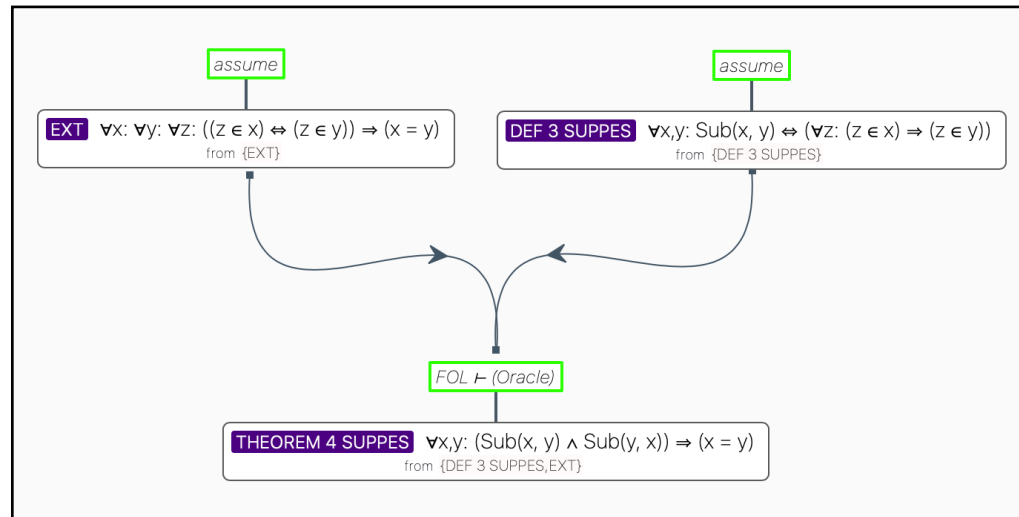 assume
EXT ∀x: ∀y: ∀z: ((z ∈ x) ⇔ (z ∈ y)) ⇒ (x = y)
from {EXT}
assume
DEF 3 SUPPES ∀x,y: Sub(x, y) ⇔ (∀z: (z ∈ x) ⇒ (z ∈ y))
from {DEF 3 SUPPES}
FOL ⊢ (Oracle)
THEOREM 4 SUPPES ∀x,y: (Sub(x, y) ∧ Sub(y, x)) ⇒ (x = y)
from {DEF 3 SUPPES,EXT}